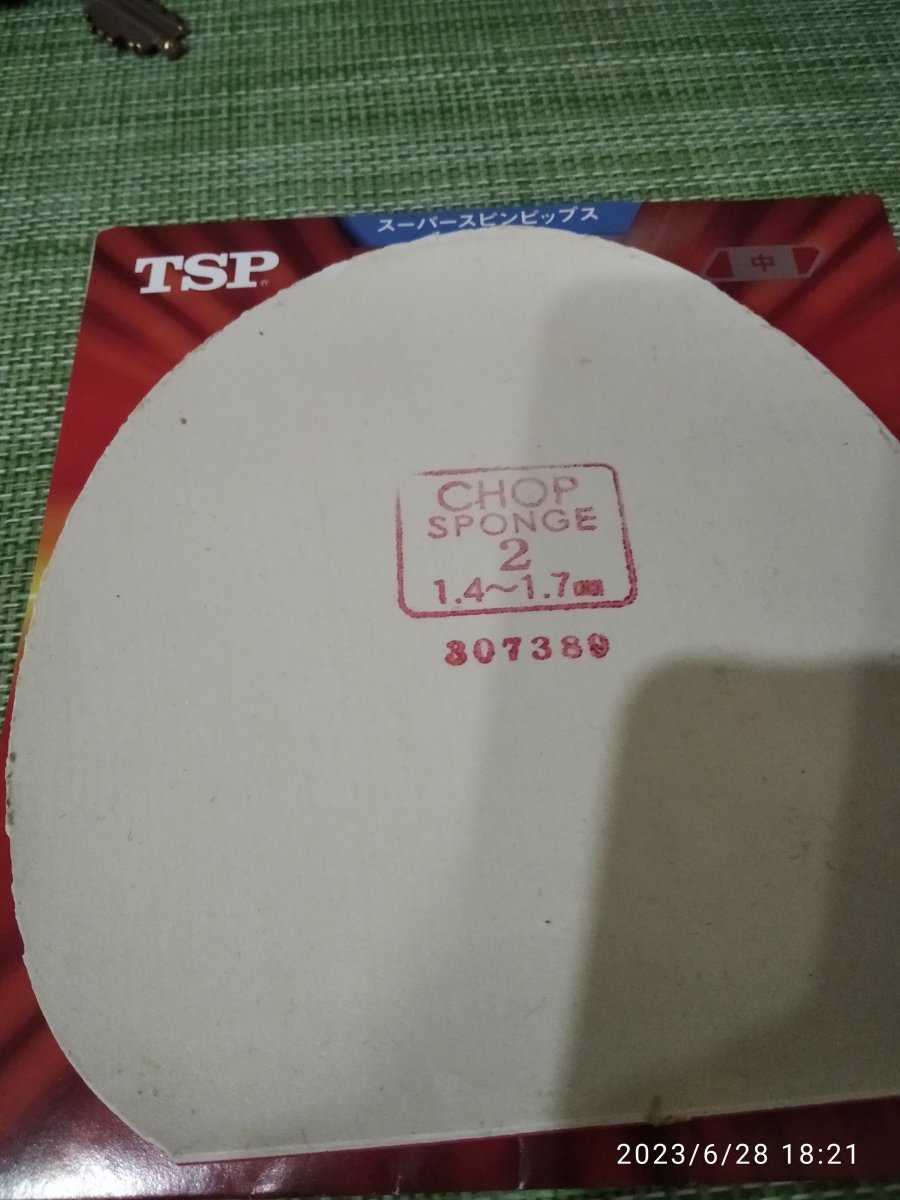 スーパースピンピップス
TSP
中
CHOP
SPONGE
2
1.4～1.7mm
307389
2023/6/28 18:21